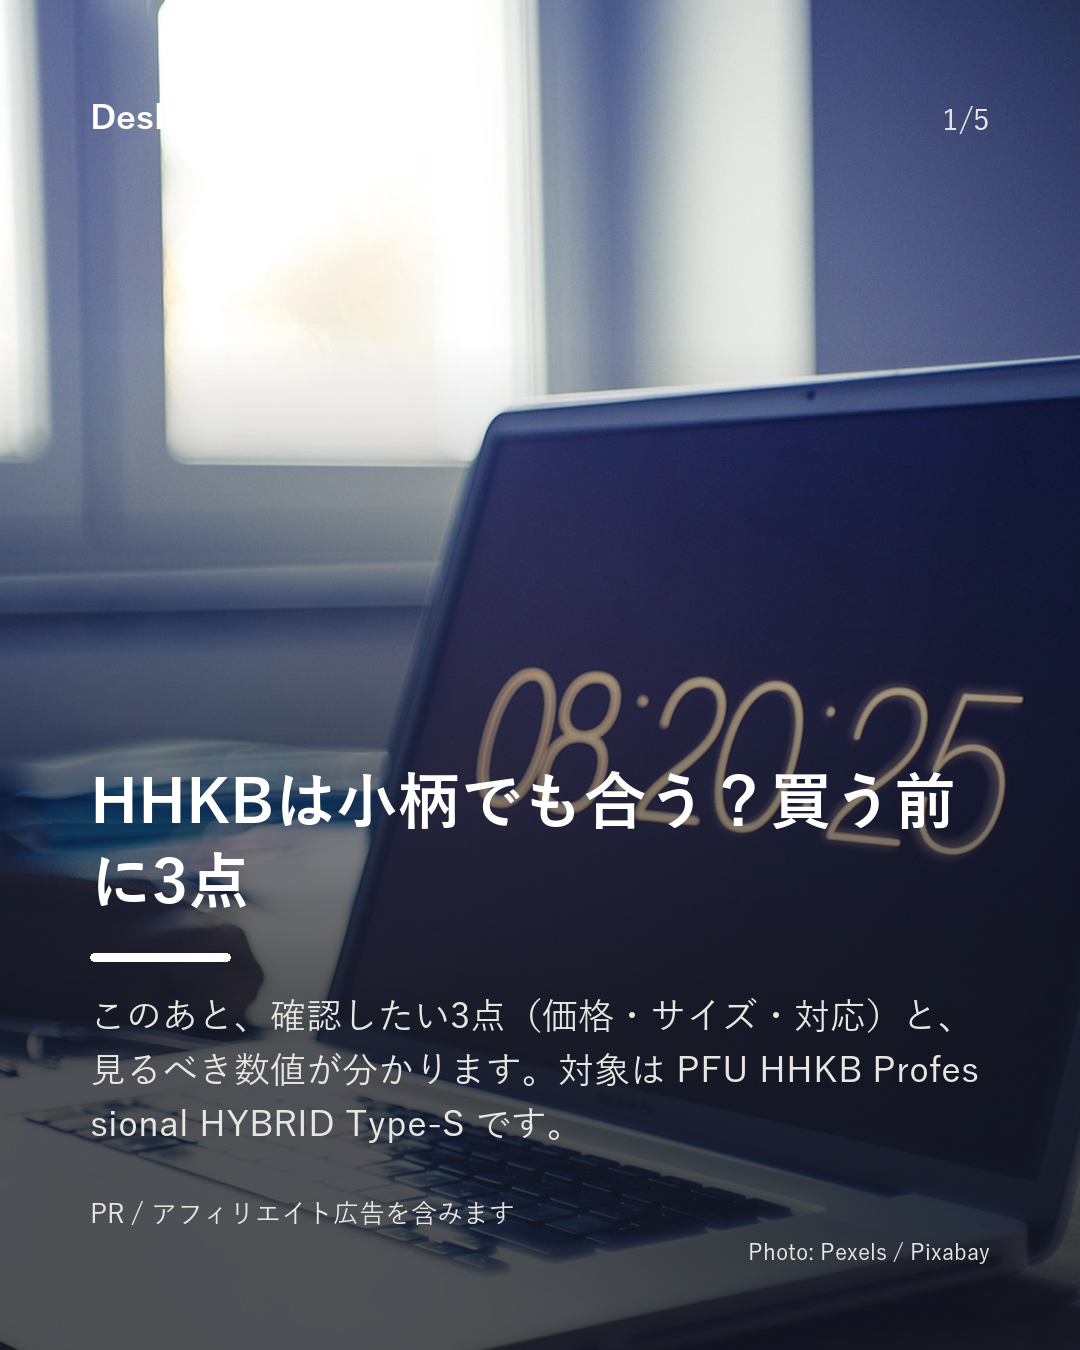 1/5
08:20:25
HHKBは小柄でも合う？買う前
に3点
このあと、確認したい3点（価格・サイズ・対応）と、
見るべき数値が分かります。対象は PFU HHKB Profes
sional HYBRID Type-S です。
PR / アフィリエイト広告を含みます
Photo: Pexels / Pixabay